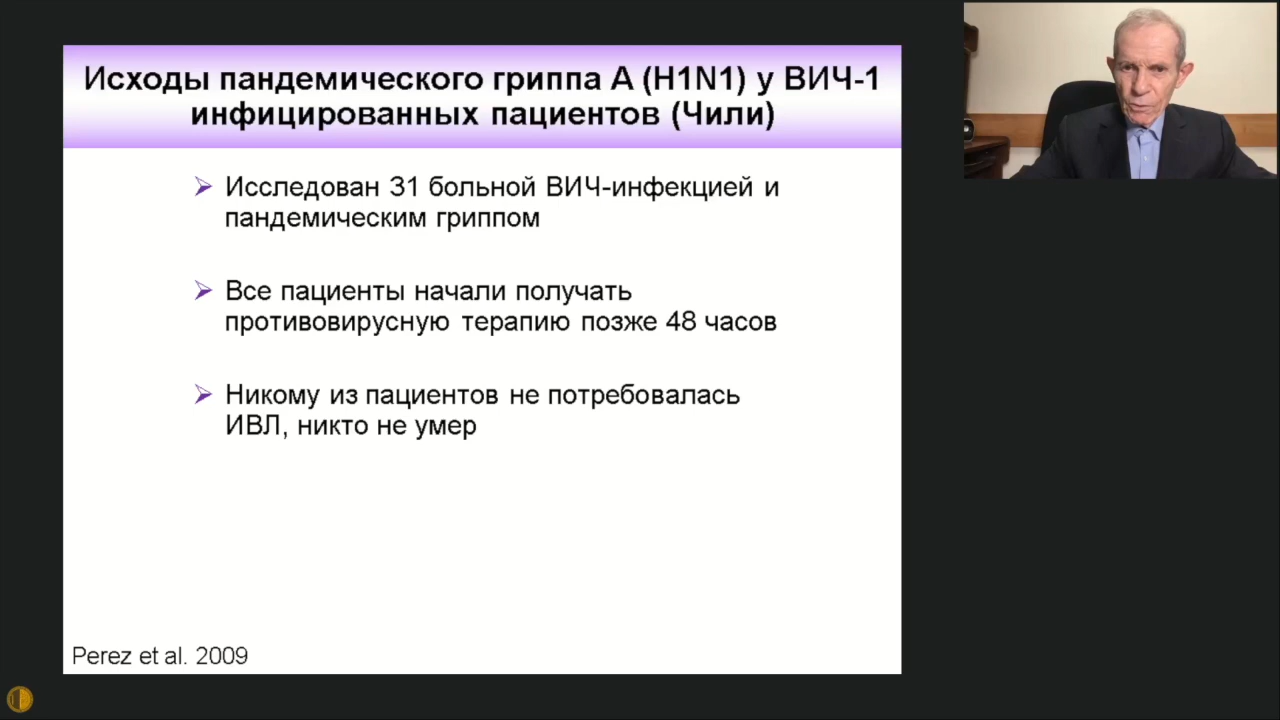 Исходы пандемического гриппа А (H1N1) у ВИЧ-1
инфицированных пациентов (Чили)
Исследован 31 больной ВИЧ-инфекцией и
пандемическим гриппом
Все пациенты начали получать
противовирусную терапию позже 48 часов
Никому из пациентов не потребовалась
ИВЛ, никто не умер
Perez et al. 2009